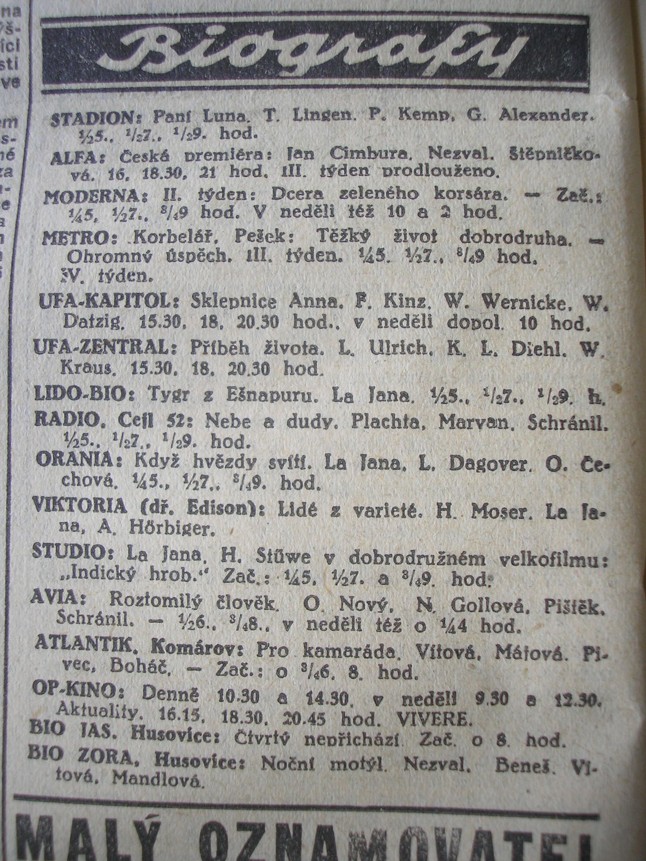 Biografy
STADION: Paní Luna. T. Lingen. P. Kemp. G. Alexander.
½5., ½7., ½9. hod.
ALFA: Česká premiéra: Jan Cimbura. Nezval. Štěpničko-
vá. 16, 18.30, 21 hod. III. týden prodlouženo.
MODERNA: II. týden: Dcera zeleného korsára. — Zač.:
¼5, ½7., ¾9 hod. V neděli též 10 a 2 hod.
METRO: Korbelář, Pešek: Těžký život dobrodruha. —
Ohromný úspěch. III. týden. ¼5. ½7., ¾9 hod.
IV. týden.
UFA-KAPITOL: Sklepnice Anna. F. Kinz. W. Wernicke, W.
Datzig. 15.30, 18, 20.30 hod., v neděli dopol. 10 hod.
UFA-ZENTRAL: Příběh života. L. Ulrich, K. L. Diehl. W.
Kraus. 15.30, 18. 20.30 hod.
LIDO-BIO: Tygr z Ešnapuru. La Jana. ½5., ½7., ½9. h.
RADIO, Cejl 52: Nebe a dudy. Plachta, Marvan, Schránil.
½5., ½7., ½9. hod.
ORANIA: Když hvězdy svítí. La Jana, L. Dagover. O. Če-
chová. ¼5., ½7., ¾9. hod.
VIKTORIA (dř. Edison): Lidé z varieté. H. Moser. La Ja-
na, A. Hörbiger.
STUDIO: La Jana, H. Stüwe v dobrodružném velkofilmu:
„Indický hrob.“ Zač.: ¼5, ½7. a ¾9. hod.
AVIA: Roztomilý člověk. O. Nový, N. Gollová, Pištěk,
Schránil. — ½6., ¾8., v neděli též o ¼4 hod.
ATLANTIK, Komárov: Pro kamaráda. Vítová, Mátová. Pi-
vec, Boháč. — Zač.: o ¾6, 8. hod.
OP-KINO: Denně 10.30 a 14.30, v neděli 9.30 a 12.30.
Aktuality. 16.15, 18.30, 20.45 hod. VIVERE.
BIO JAS, Husovice: Čtvrtý nepřichází. Zač. o 8. hod.
BIO ZORA, Husovice: Noční motýl. Nezval, Beneš, Ví-
tová, Mandlová.
MALÝ OZNAMOVATEL